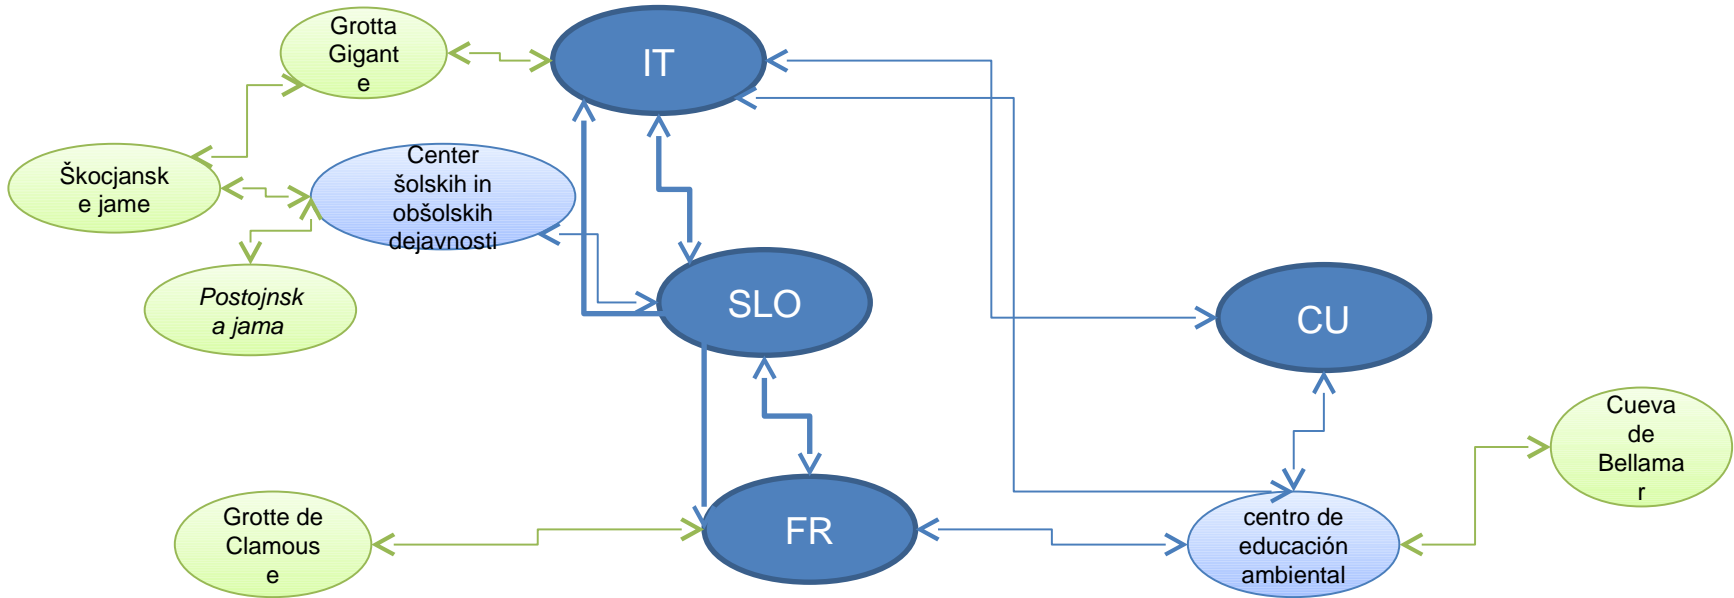 Grotta
Gigant
e
IT
Škocjansk
e jame
Center
šolskih in
obšolskih
dejavnosti
Postojnsk
a jama
SLO
CU
Cueva
de
Bellama
r
Grotte de
Clamous
e
FR
centro de
educación
ambiental